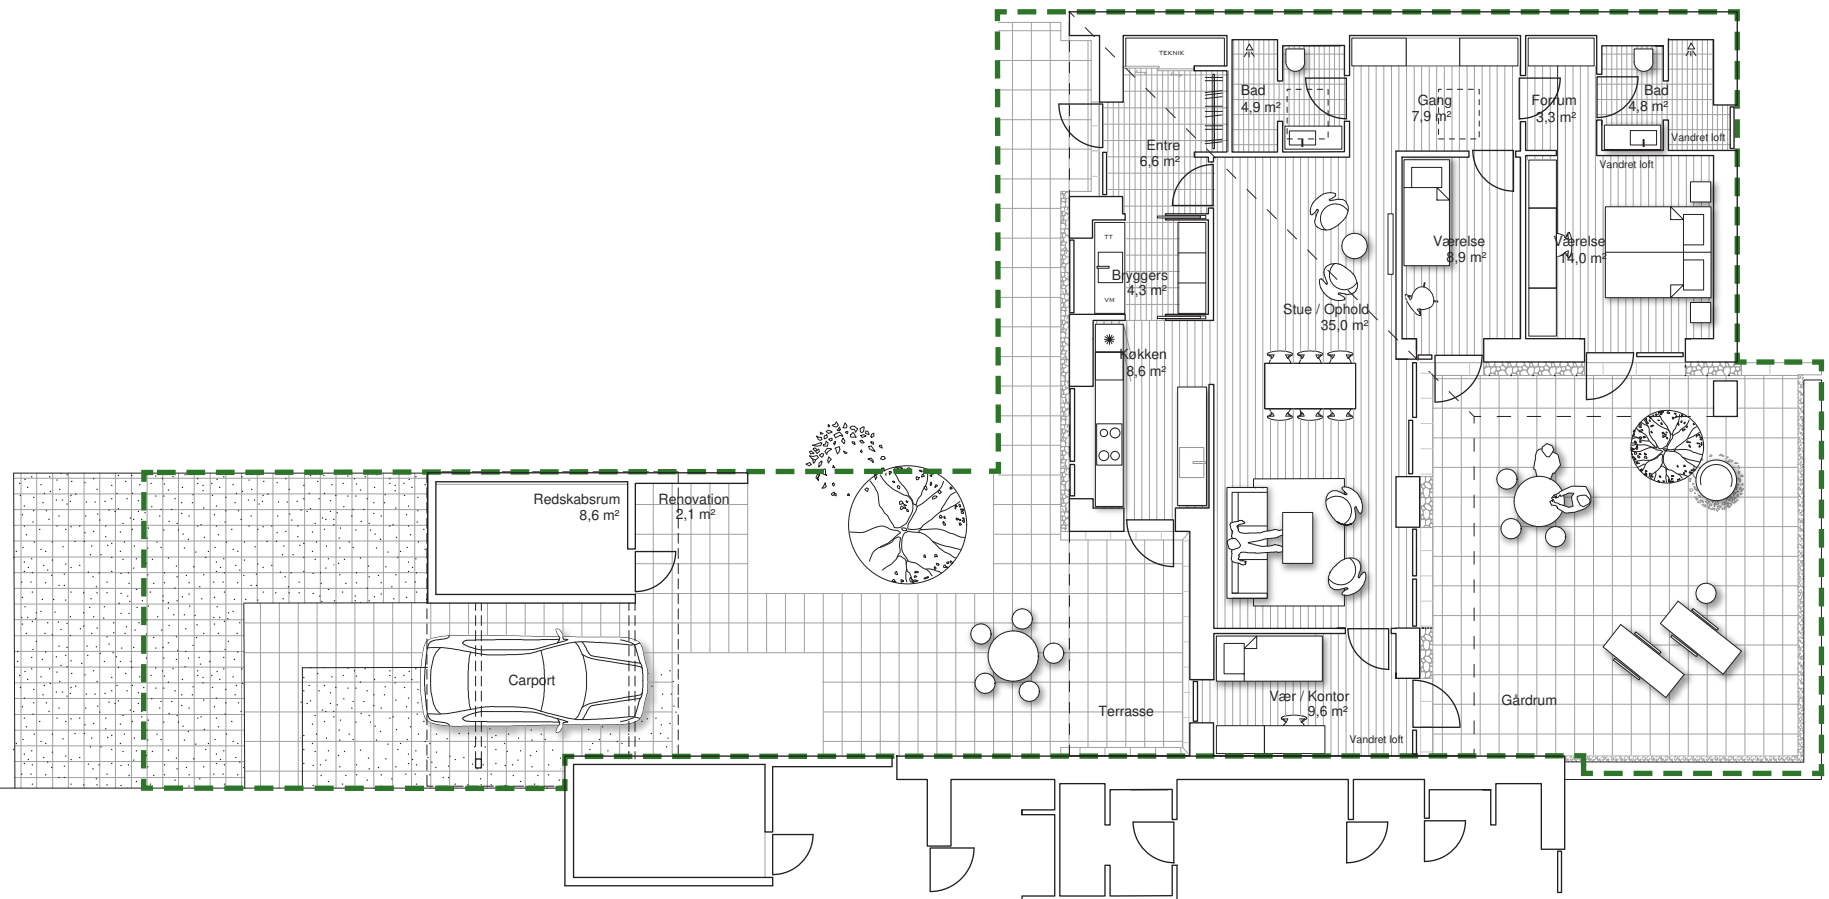 TEKNIK
Bad
4,9 m²
Gang
7,9 m²
Forrum
3,3 m²
Bad
4,8 m²
Vandret loft
Entre
6,6 m²
Vandret loft
TT
Bryggers
4,3 m²
VM
Værelse
8,9 m²
Værelse
14,0 m²
Stue / Ophold
35,0 m²
Køkken
8,6 m²
Redskabsrum
8,6 m²
Renovation
2,1 m²
Carport
Terrasse
Vær / Kontor
9,6 m²
Vandret loft
Gårdrum